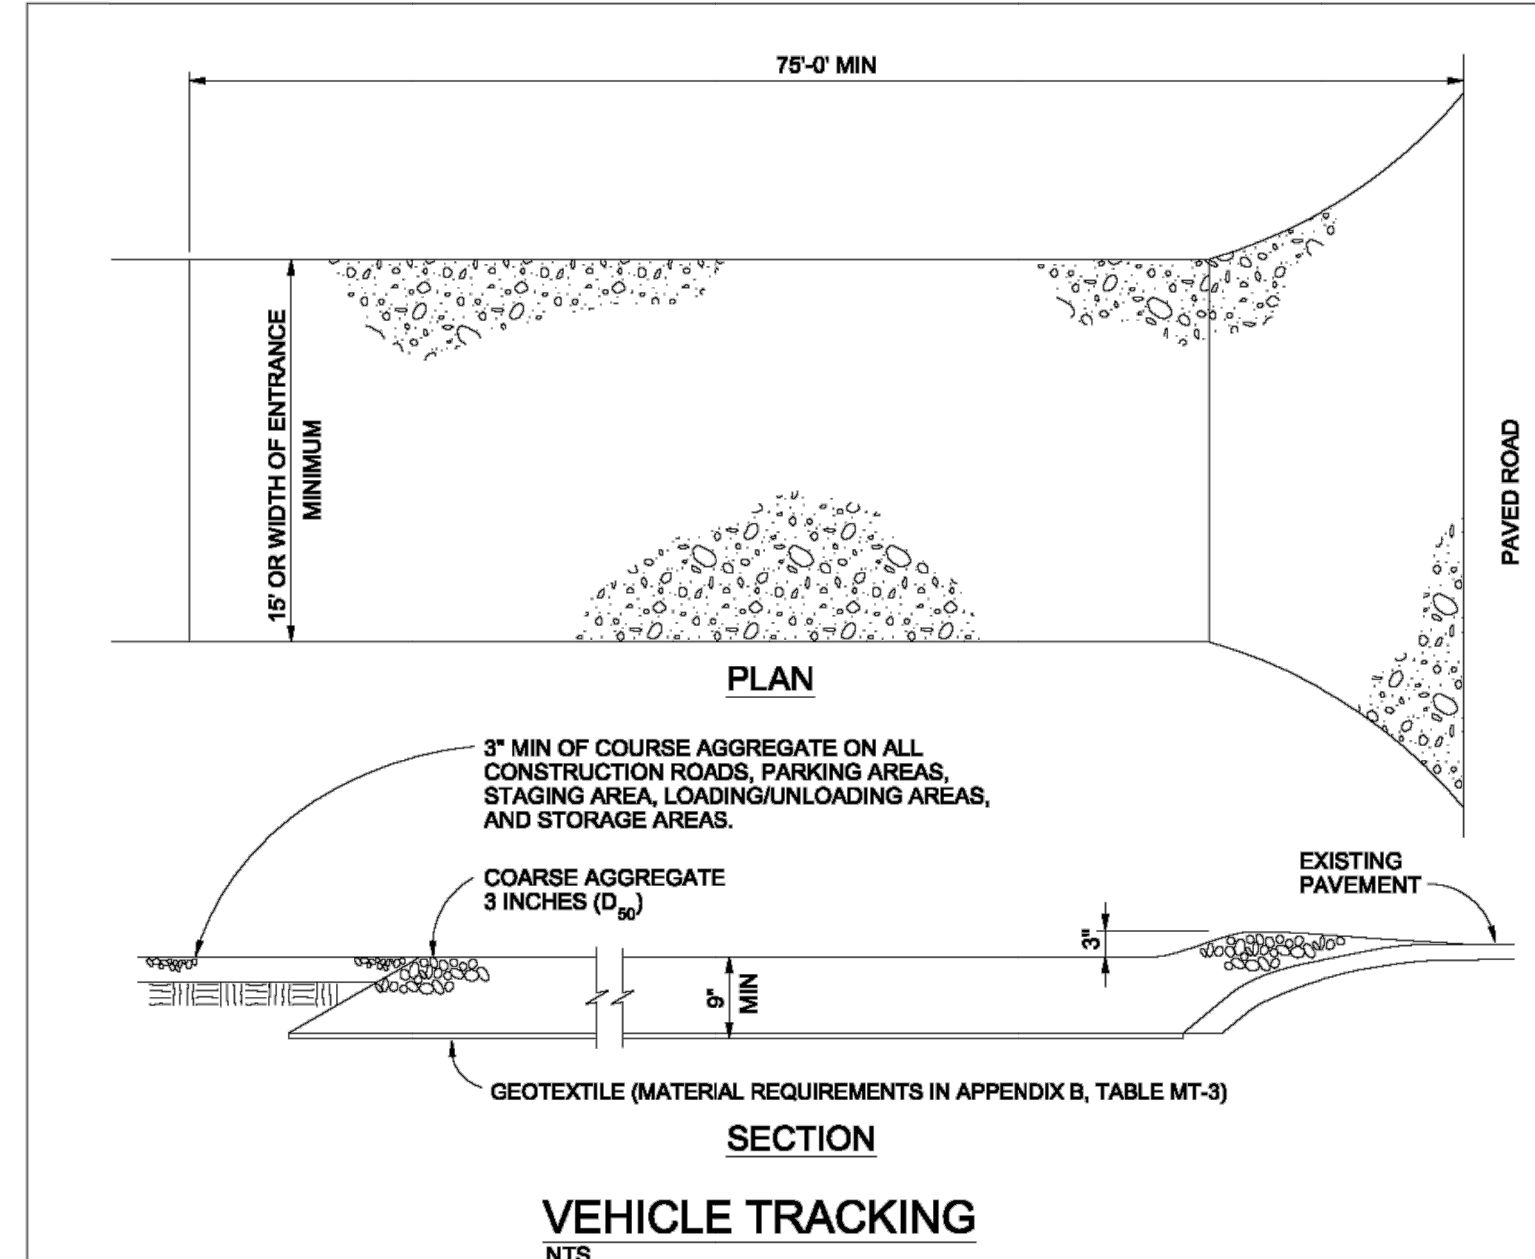 75'-0' MIN
15' OR WIDTH OF ENTRANCE
MINIMUM
PAVED ROAD
PLAN
3" MIN OF COURSE AGGREGATE ON ALL
CONSTRUCTION ROADS, PARKING AREAS,
STAGING AREA, LOADING/UNLOADING AREAS,
AND STORAGE AREAS.
COARSE AGGREGATE
3 INCHES (D50)
EXISTING
PAVEMENT
3"
9"
MIN
GEOTEXTILE (MATERIAL REQUIREMENTS IN APPENDIX B, TABLE MT-3)
SECTION
VEHICLE TRACKING
NTS